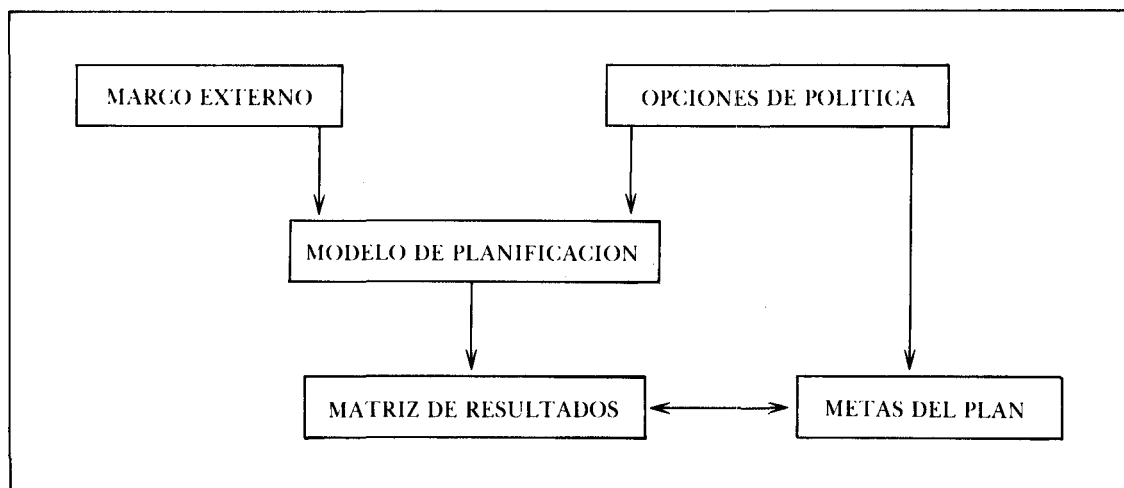 MARCO EXTERNO
OPCIONES DE POLITICA
MODELO DE PLANIFICACION
MATRIZ DE RESULTADOS
METAS DEL PLAN